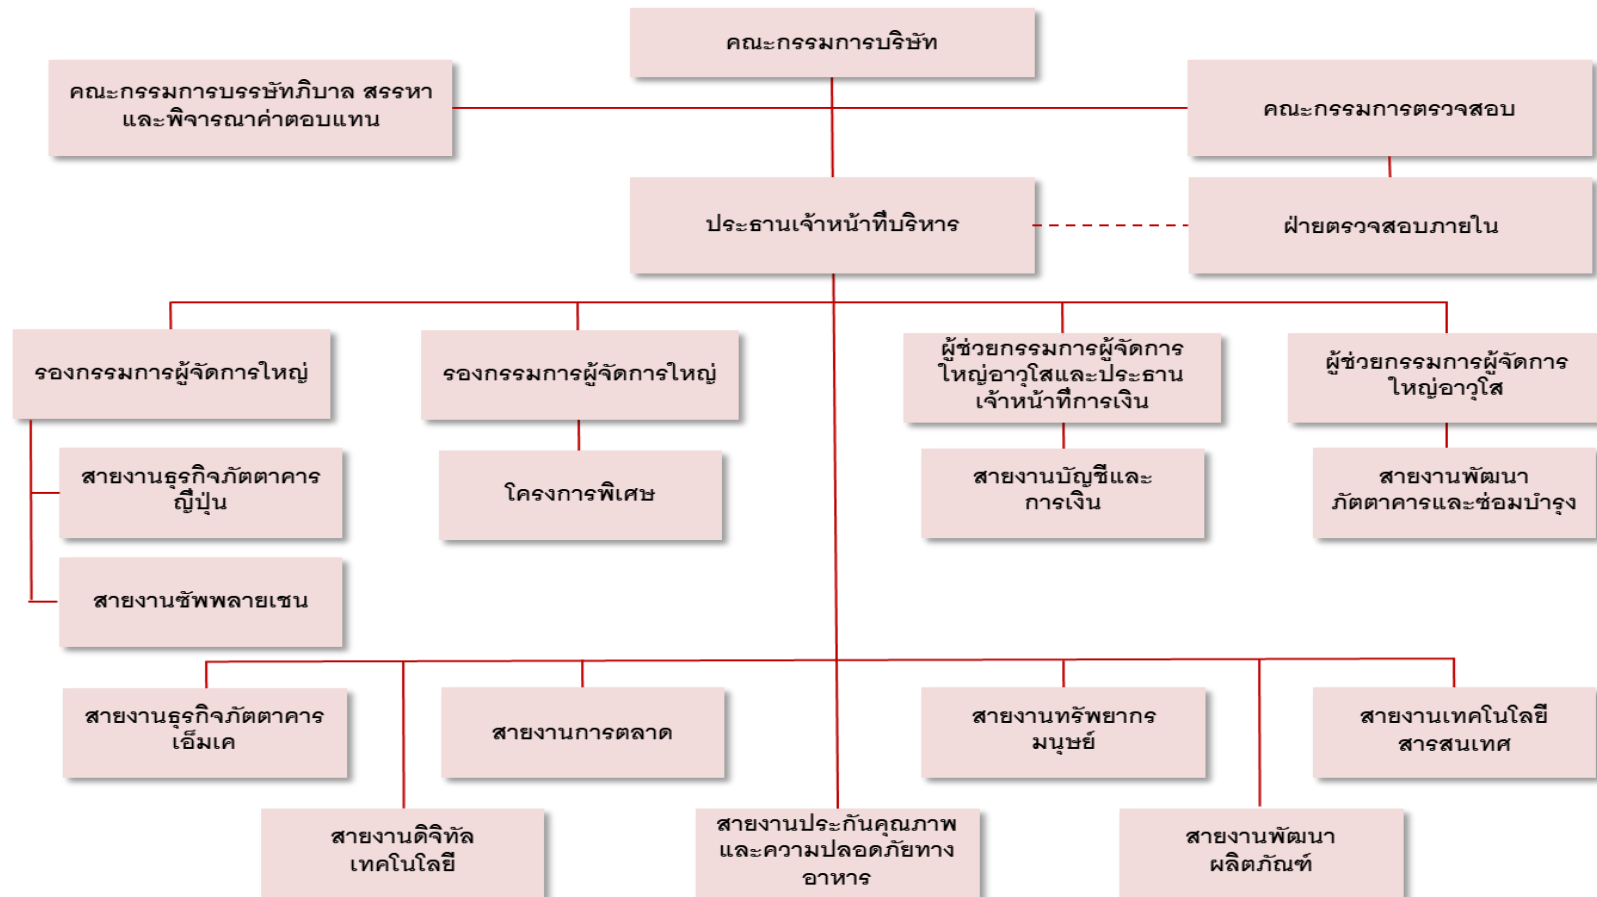 คณะกรรมการบริษัท
คณะกรรมการบรรษัทภิบาล สรรหา
และพิจารณาค่าตอบแทน
คณะกรรมการตรวจสอบ
ประธานเจ้าหน้าที่บริหาร
ฝ่ายตรวจสอบภายใน
รองกรรมการผู้จัดการใหญ่
รองกรรมการผู้จัดการใหญ่
ผู้ช่วยกรรมการผู้จัดการ
ใหญ่อาวุโสและประธาน
เจ้าหน้าที่การเงิน
ผู้ช่วยกรรมการผู้จัดการ
ใหญ่อาวุโส
สายงานธุรกิจภัตตาคาร
ญี่ปุ่น
โครงการพิเศษ
สายงานบัญชีและ
การเงิน
สายงานพัฒนา
ภัตตาคารและซ่อมบำรุง
สายงานซัพพลายเชน
สายงานธุรกิจภัตตาคาร
เอ็มเค
สายงานการตลาด
สายงานทรัพยากร
มนุษย์
สายงานเทคโนโลยี
สารสนเทศ
สายงานดิจิทัล
เทคโนโลยี
สายงานประกันคุณภาพ
และความปลอดภัยทาง
อาหาร
สายงานพัฒนา
ผลิตภัณฑ์